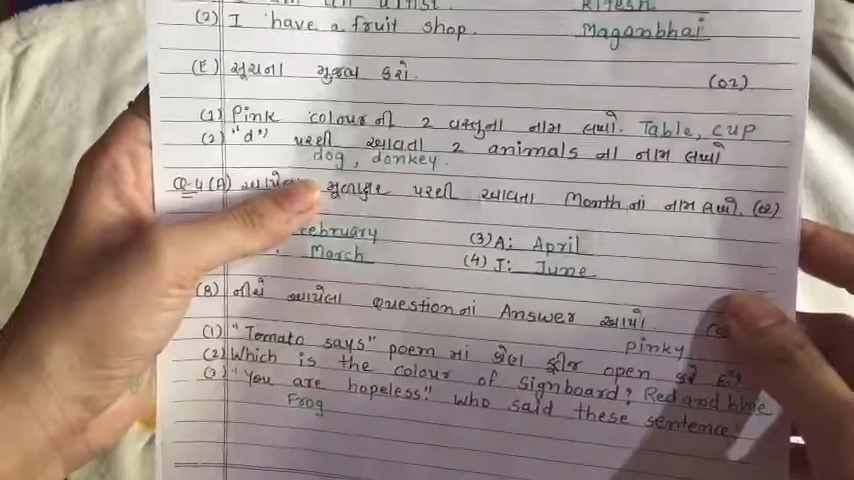 Ritesh
(2) I have a fruit shop. Maganbhai
(E) સૂચના મુજબ કરો. (02)
(1) Pink colour ની 2 વસ્તુના નામ લખો. Table, cup
(2) "d" પરથી આવતા 2 animals ના નામ લખો
dog, donkey.
Q-4 (A) મૂળાક્ષર પરથી આવતા Month નાં નામ લખો. (02)
February (3) A: April
March (4) J: June
(B) નીચે આપેલા Question નાં Answer આપો.
(1) "Tomato says" poem માં કોણ open કરે છે? pinky
(2) Which is the colour of signboard? Red and blue
(3) "You are hopeless!" who said these sentence.
Frog